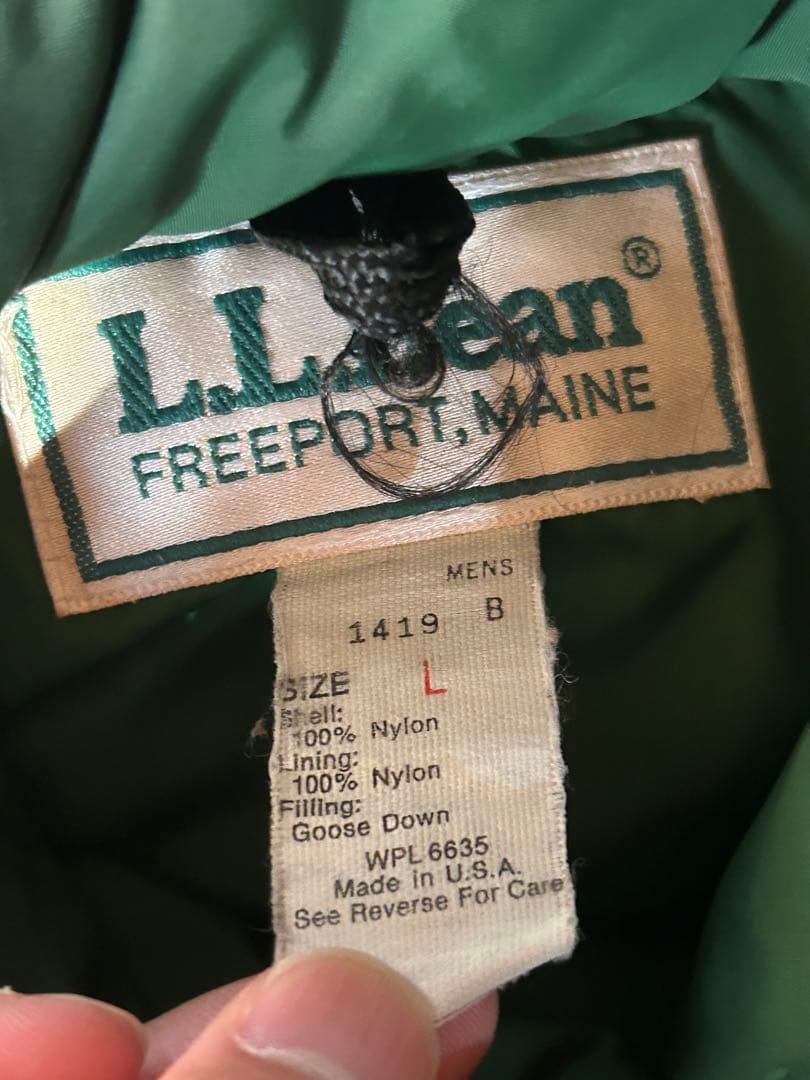 L.L.Bean®
FREEPORT, MAINE
MENS
1419 B
SIZE L
Shell:
100% Nylon
Lining:
100% Nylon
Filling:
Goose Down
WPL 6635
Made in U.S.A.
See Reverse For Care